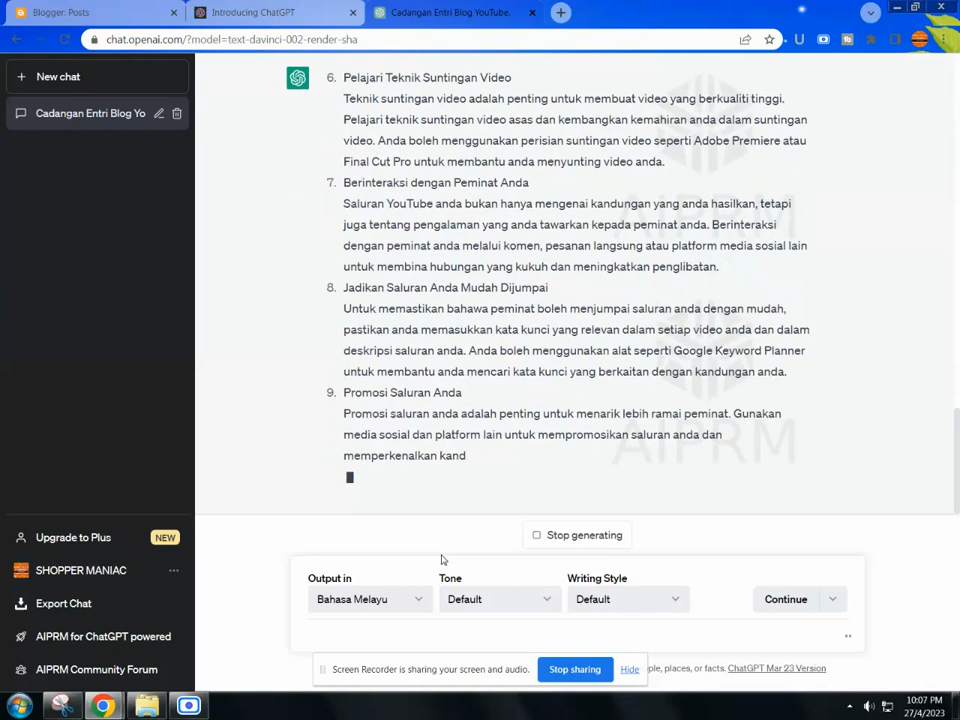 Blogger: Posts
Introducing ChatGPT
Cadangan Entri Blog YouTube.
chat.openai.com/?model=text-davinci-002-render-sha
New chat
Cadangan Entri Blog Yo
6. Pelajari Teknik Suntingan Video
Teknik suntingan video adalah penting untuk membuat video yang berkualiti tinggi.
Pelajari teknik suntingan video asas dan kembangkan kemahiran anda dalam suntingan
video. Anda boleh menggunakan perisian suntingan video seperti Adobe Premiere atau
Final Cut Pro untuk membantu anda menyunting video anda.
7. Berinteraksi dengan Peminat Anda
Saluran YouTube anda bukan hanya mengenai kandungan yang anda hasilkan, tetapi
juga tentang pengalaman yang anda tawarkan kepada peminat anda. Berinteraksi
dengan peminat anda melalui komen, pesanan langsung atau platform media sosial lain
untuk membina hubungan yang kukuh dan meningkatkan penglibatan.
8. Jadikan Saluran Anda Mudah Dijumpai
Untuk memastikan bahawa peminat boleh menjumpai saluran anda dengan mudah,
pastikan anda memasukkan kata kunci yang relevan dalam setiap video anda dan dalam
deskripsi saluran anda. Anda boleh menggunakan alat seperti Google Keyword Planner
untuk membantu anda mencari kata kunci yang berkaitan dengan kandungan anda.
9. Promosi Saluran Anda
Promosi saluran anda adalah penting untuk menarik lebih ramai peminat. Gunakan
media sosial dan platform lain untuk mempromosikan saluran anda dan
memperkenalkan kand
AIPRM
AIPRM
Stop generating
Upgrade to Plus
NEW
SHOPPER MANIAC
Export Chat
AIPRM for ChatGPT powered
AIPRM Community Forum
Output in
Tone
Writing Style
Bahasa Melayu
Default
Default
Continue
Screen Recorder is sharing your screen and audio.
Stop sharing
Hide
ple, places, or facts. ChatGPT Mar 23 Version
10:07 PM
27/4/2023